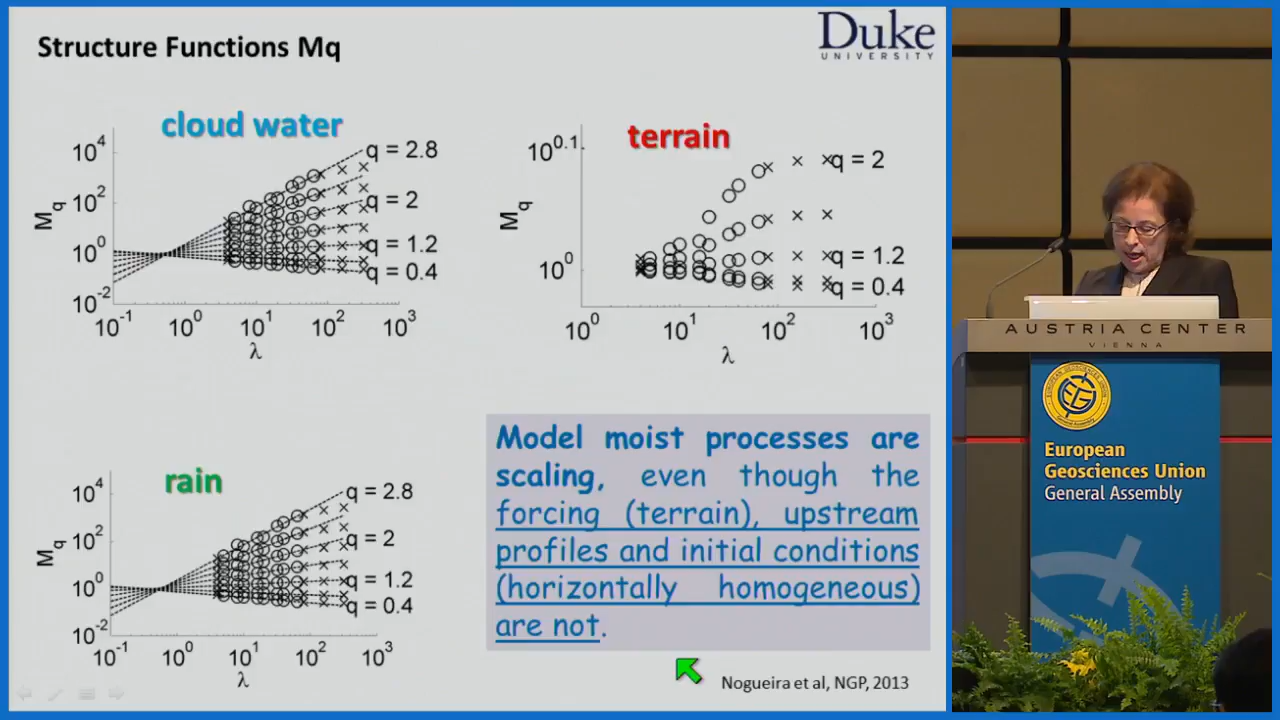 Structure Functions Mq
Duke
UNIVERSITY
cloud water
10^4
10^2
10^0
10^-2
M_q
q = 2.8
q = 2
q = 1.2
q = 0.4
10^-1 10^0 10^1 10^2 10^3
λ
terrain
10^0.1
10^0
M_q
q = 2
q = 1.2
q = 0.4
10^0 10^1 10^2 10^3
λ
rain
10^4
10^2
10^0
10^-2
M_q
q = 2.8
q = 2
q = 1.2
q = 0.4
10^-1 10^0 10^1 10^2 10^3
λ
Model moist processes are
scaling, even though the
forcing (terrain), upstream
profiles and initial conditions
(horizontally homogeneous)
are not.
Nogueira et al, NGP, 2013
AUSTRIA CENTER
VIENNA
European
Geosciences Union
General Assembly